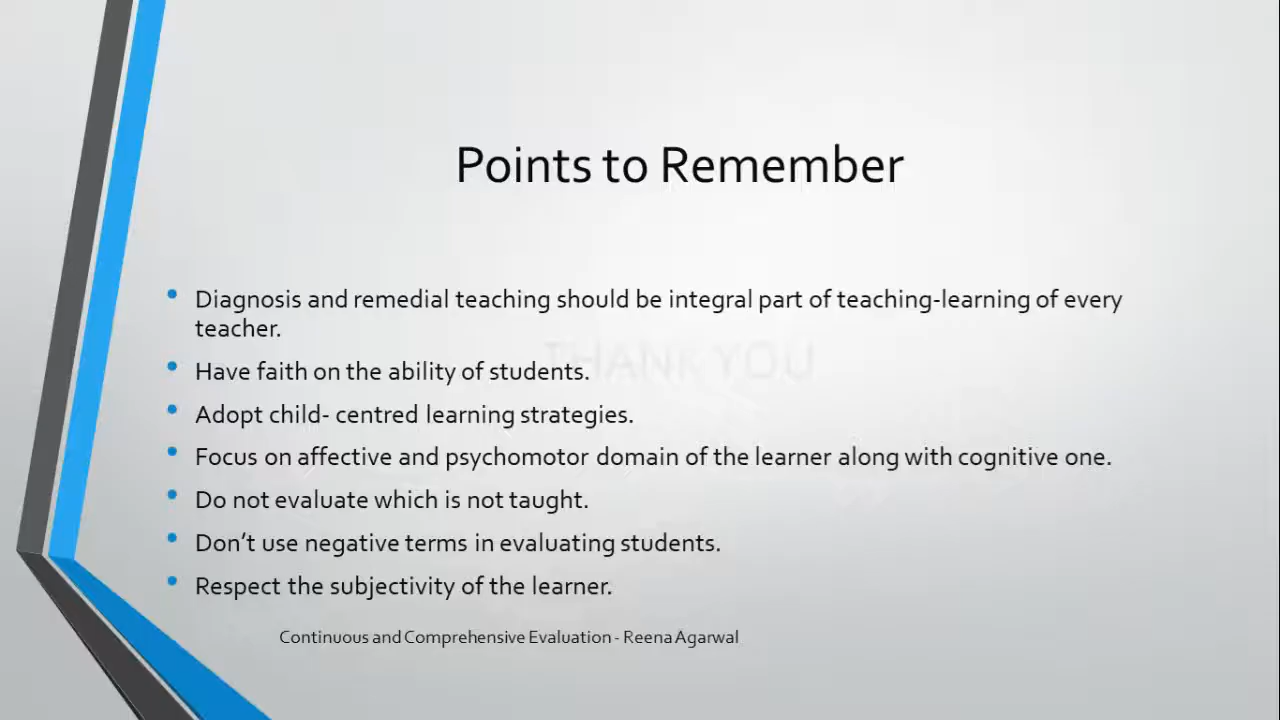 Points to Remember
• Diagnosis and remedial teaching should be integral part of teaching-learning of every
teacher.
• Have faith on the ability of students.
THANK YOU
• Adopt child- centred learning strategies.
• Focus on affective and psychomotor domain of the learner along with cognitive one.
• Do not evaluate which is not taught.
• Don’t use negative terms in evaluating students.
• Respect the subjectivity of the learner.
Continuous and Comprehensive Evaluation - Reena Agarwal